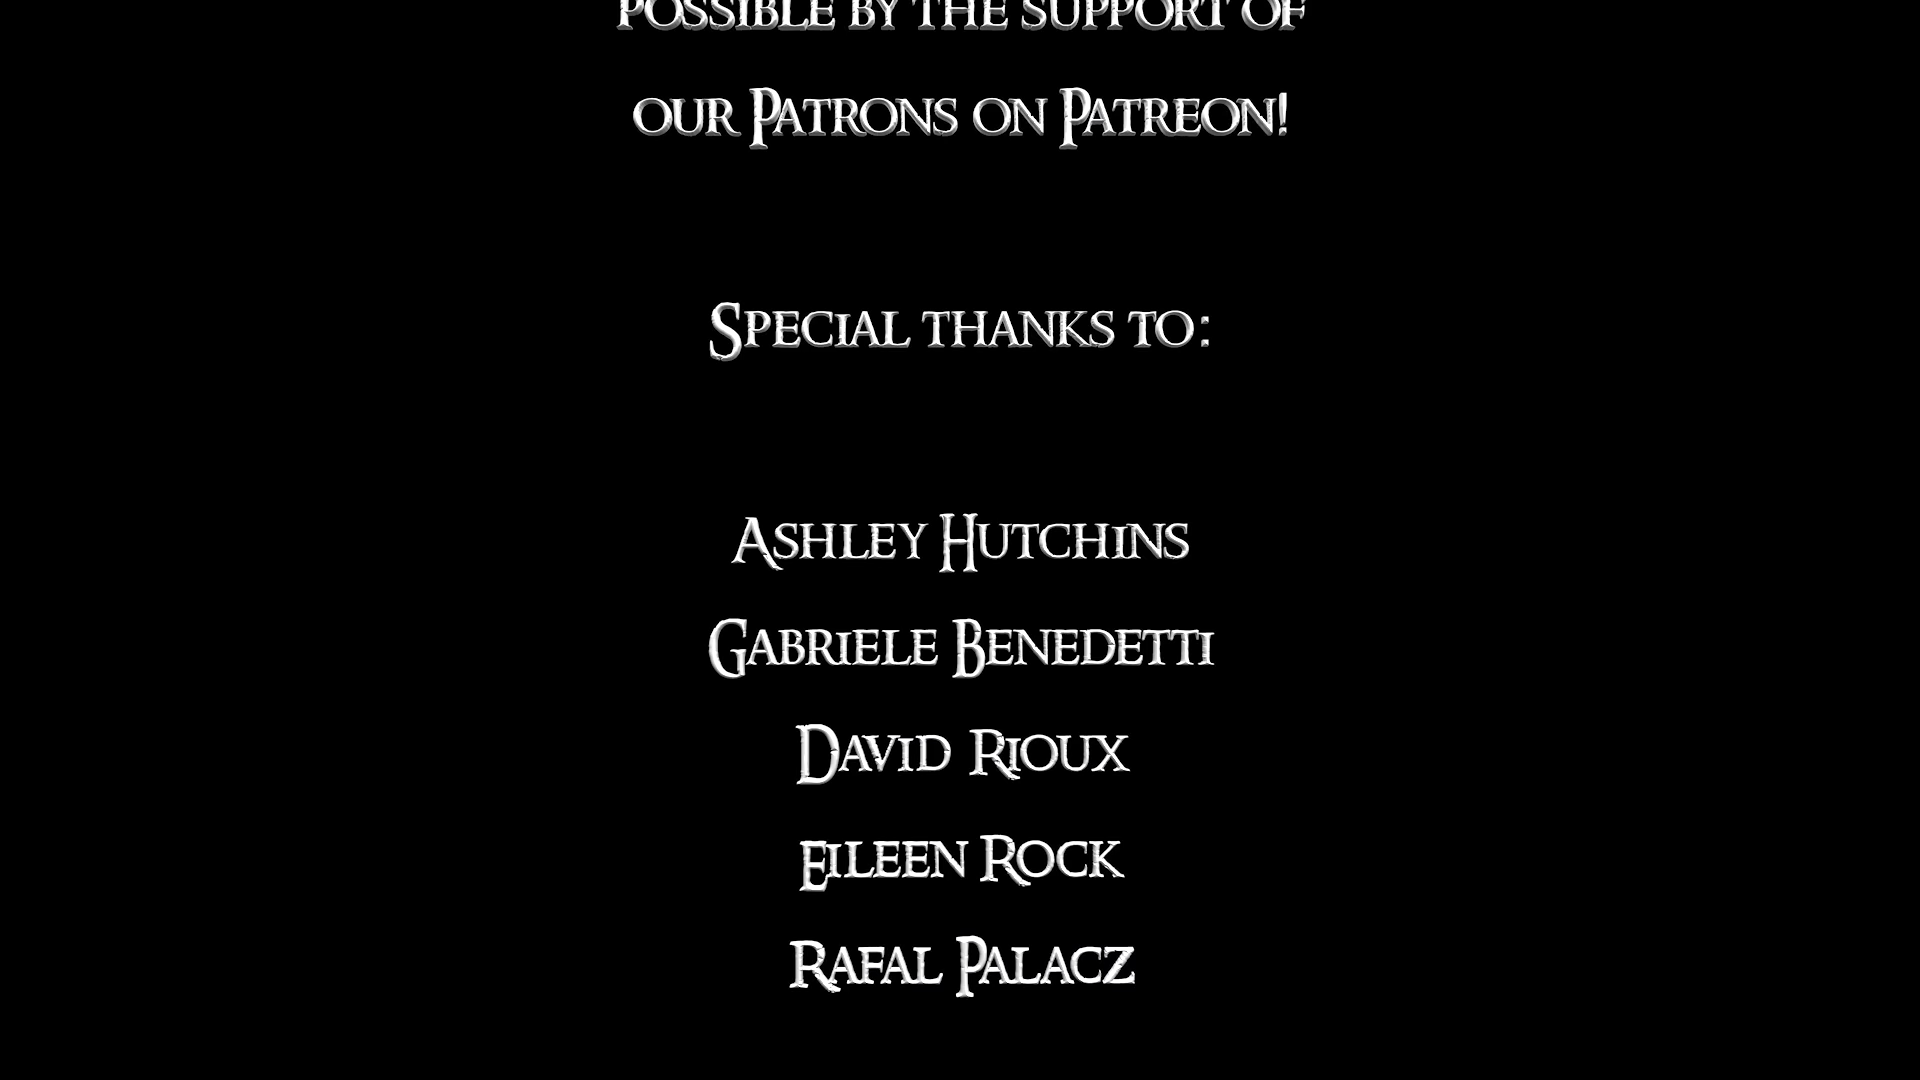 possible by the support of
our Patrons on Patreon!
Special thanks to:
Ashley Hutchins
Gabriele Benedetti
David Rioux
Eileen Rock
Rafal Palacz